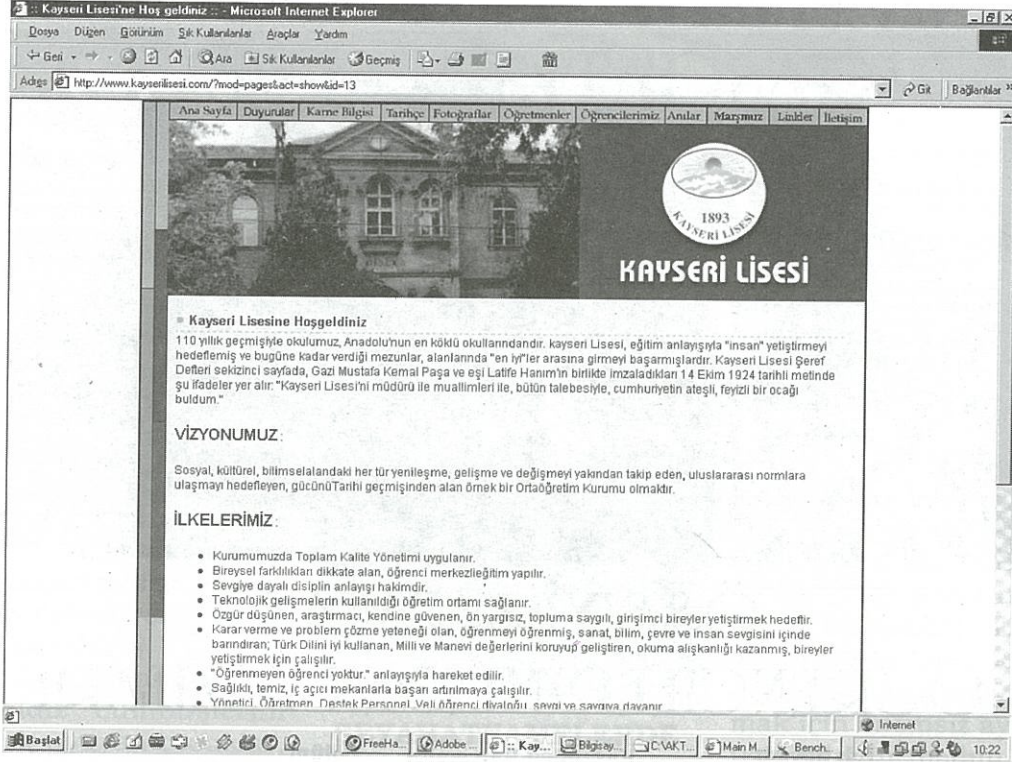 :: Kayseri Lisesi'ne Hoş geldiniz :: - Microsoft Internet Explorer
Dosya Düzen Görünüm Sık Kullanılanlar Araçlar Yardım
Geri Ara Sık Kullanılanlar Geçmiş
Adres http://www.kayserilisesi.com/?mod=pages&act=show&id=13 Git Bağlantılar »
Ana Sayfa Duyurular Karne Bilgisi Tarihçe Fotoğraflar Öğretmenler Öğrencilerimiz Anılar Marşımız Linkler İletişim
1893
KAYSERİ LİSESİ
KAYSERİ LİSESİ
Kayseri Lisesine Hoşgeldiniz
110 yıllık geçmişiyle okulumuz, Anadolu'nun en köklü okullarındandır. kayseri Lisesi, eğitim anlayışıyla "insan" yetiştirmeyi
hedeflemiş ve bugüne kadar verdiği mezunlar, alanlarında "en iyi"ler arasına girmeyi başarmışlardır. Kayseri Lisesi Şeref
Defteri sekizinci sayfada, Gazi Mustafa Kemal Paşa ve eşi Latife Hanım'ın birlikte imzaladıkları 14 Ekim 1924 tarihli metinde
şu ifadeler yer alır: "Kayseri Lisesi'ni müdürü ile muallimleri ile, bütün talebesiyle, cumhuriyetin ateşli, feyizli bir ocağı
buldum."
VİZYONUMUZ:
Sosyal, kültürel, bilimselalandaki her tür yenileşme, gelişme ve değişmeyi yakından takip eden, uluslararası normlara
ulaşmayı hedefleyen, gücünüTarihi geçmişinden alan örnek bir Ortaöğretim Kurumu olmaktır.
İLKELERİMİZ:
• Kurumumuzda Toplam Kalite Yönetimi uygulanır.
• Bireysel farklılıkları dikkate alan, öğrenci merkezlieğitim yapılır.
• Sevgiye dayalı disiplin anlayışı hakimdir.
• Teknolojik gelişmelerin kullanıldığı öğretim ortamı sağlanır.
• Özgür düşünen, araştırmacı, kendine güvenen, ön yargısız, topluma saygılı, girişimci bireyler yetiştirmek hedeftir.
• Karar verme ve problem çözme yeteneği olan, öğrenmeyi öğrenmiş, sanat, bilim, çevre ve insan sevgisini içinde
barındıran; Türk Dilini iyi kullanan, Milli ve Manevi değerlerini koruyup geliştiren, okuma alışkanlığı kazanmış, bireyler
yetiştirmek için çalışılır.
• "Öğrenmeyen öğrenci yoktur." anlayışıyla hareket edilir.
• Sağlıklı, temiz, iç açıcı mekanlarla başarı artırılmaya çalışılır.
• Yönetici, Öğretmen, Destek Personel, Veli öğrenci diyaloğu, sevgi ve saygıya dayanır.
Internet
Başlat FreeHa... Adobe ... :: Kay... Bilgisay... C:\AKT... Main M... Bench... 10:22